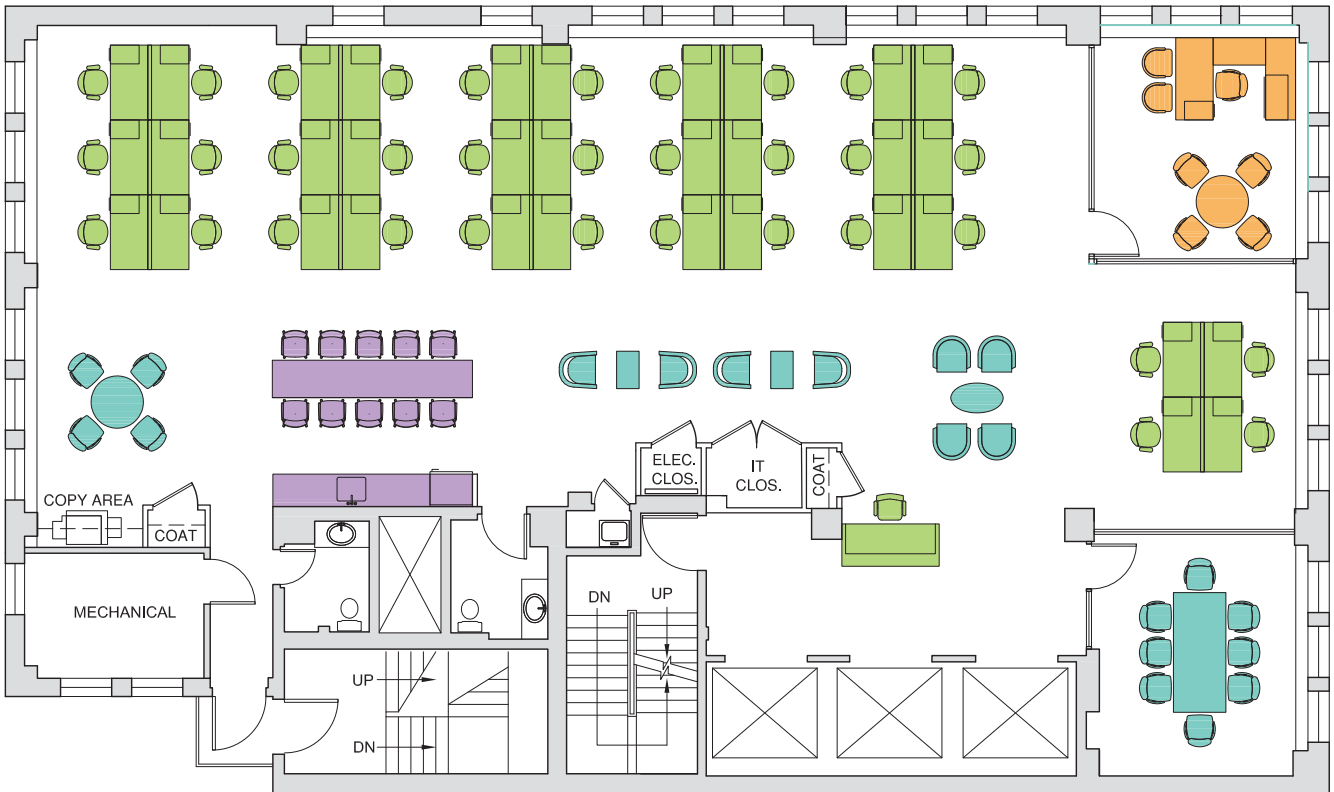 ELEC.
CLOS.
IT
CLOS.
COAT
COPY AREA
COAT
MECHANICAL
DN
UP
UP
DN